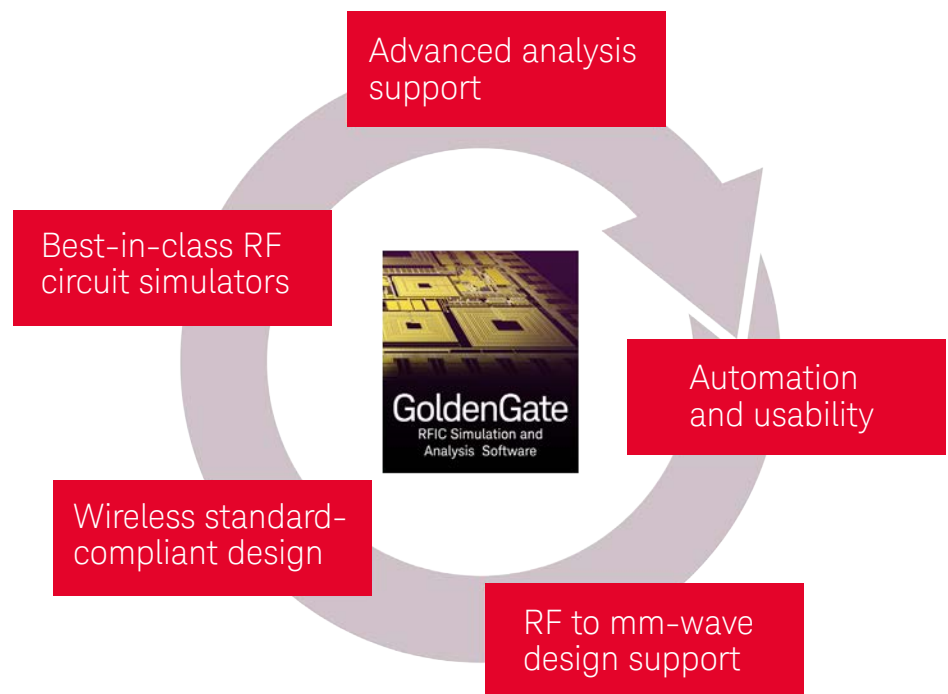 Advanced analysis
support
Best-in-class RF
circuit simulators
GoldenGate
RFIC Simulation and
Analysis Software
Automation
and usability
Wireless standard-
compliant design
RF to mm-wave
design support